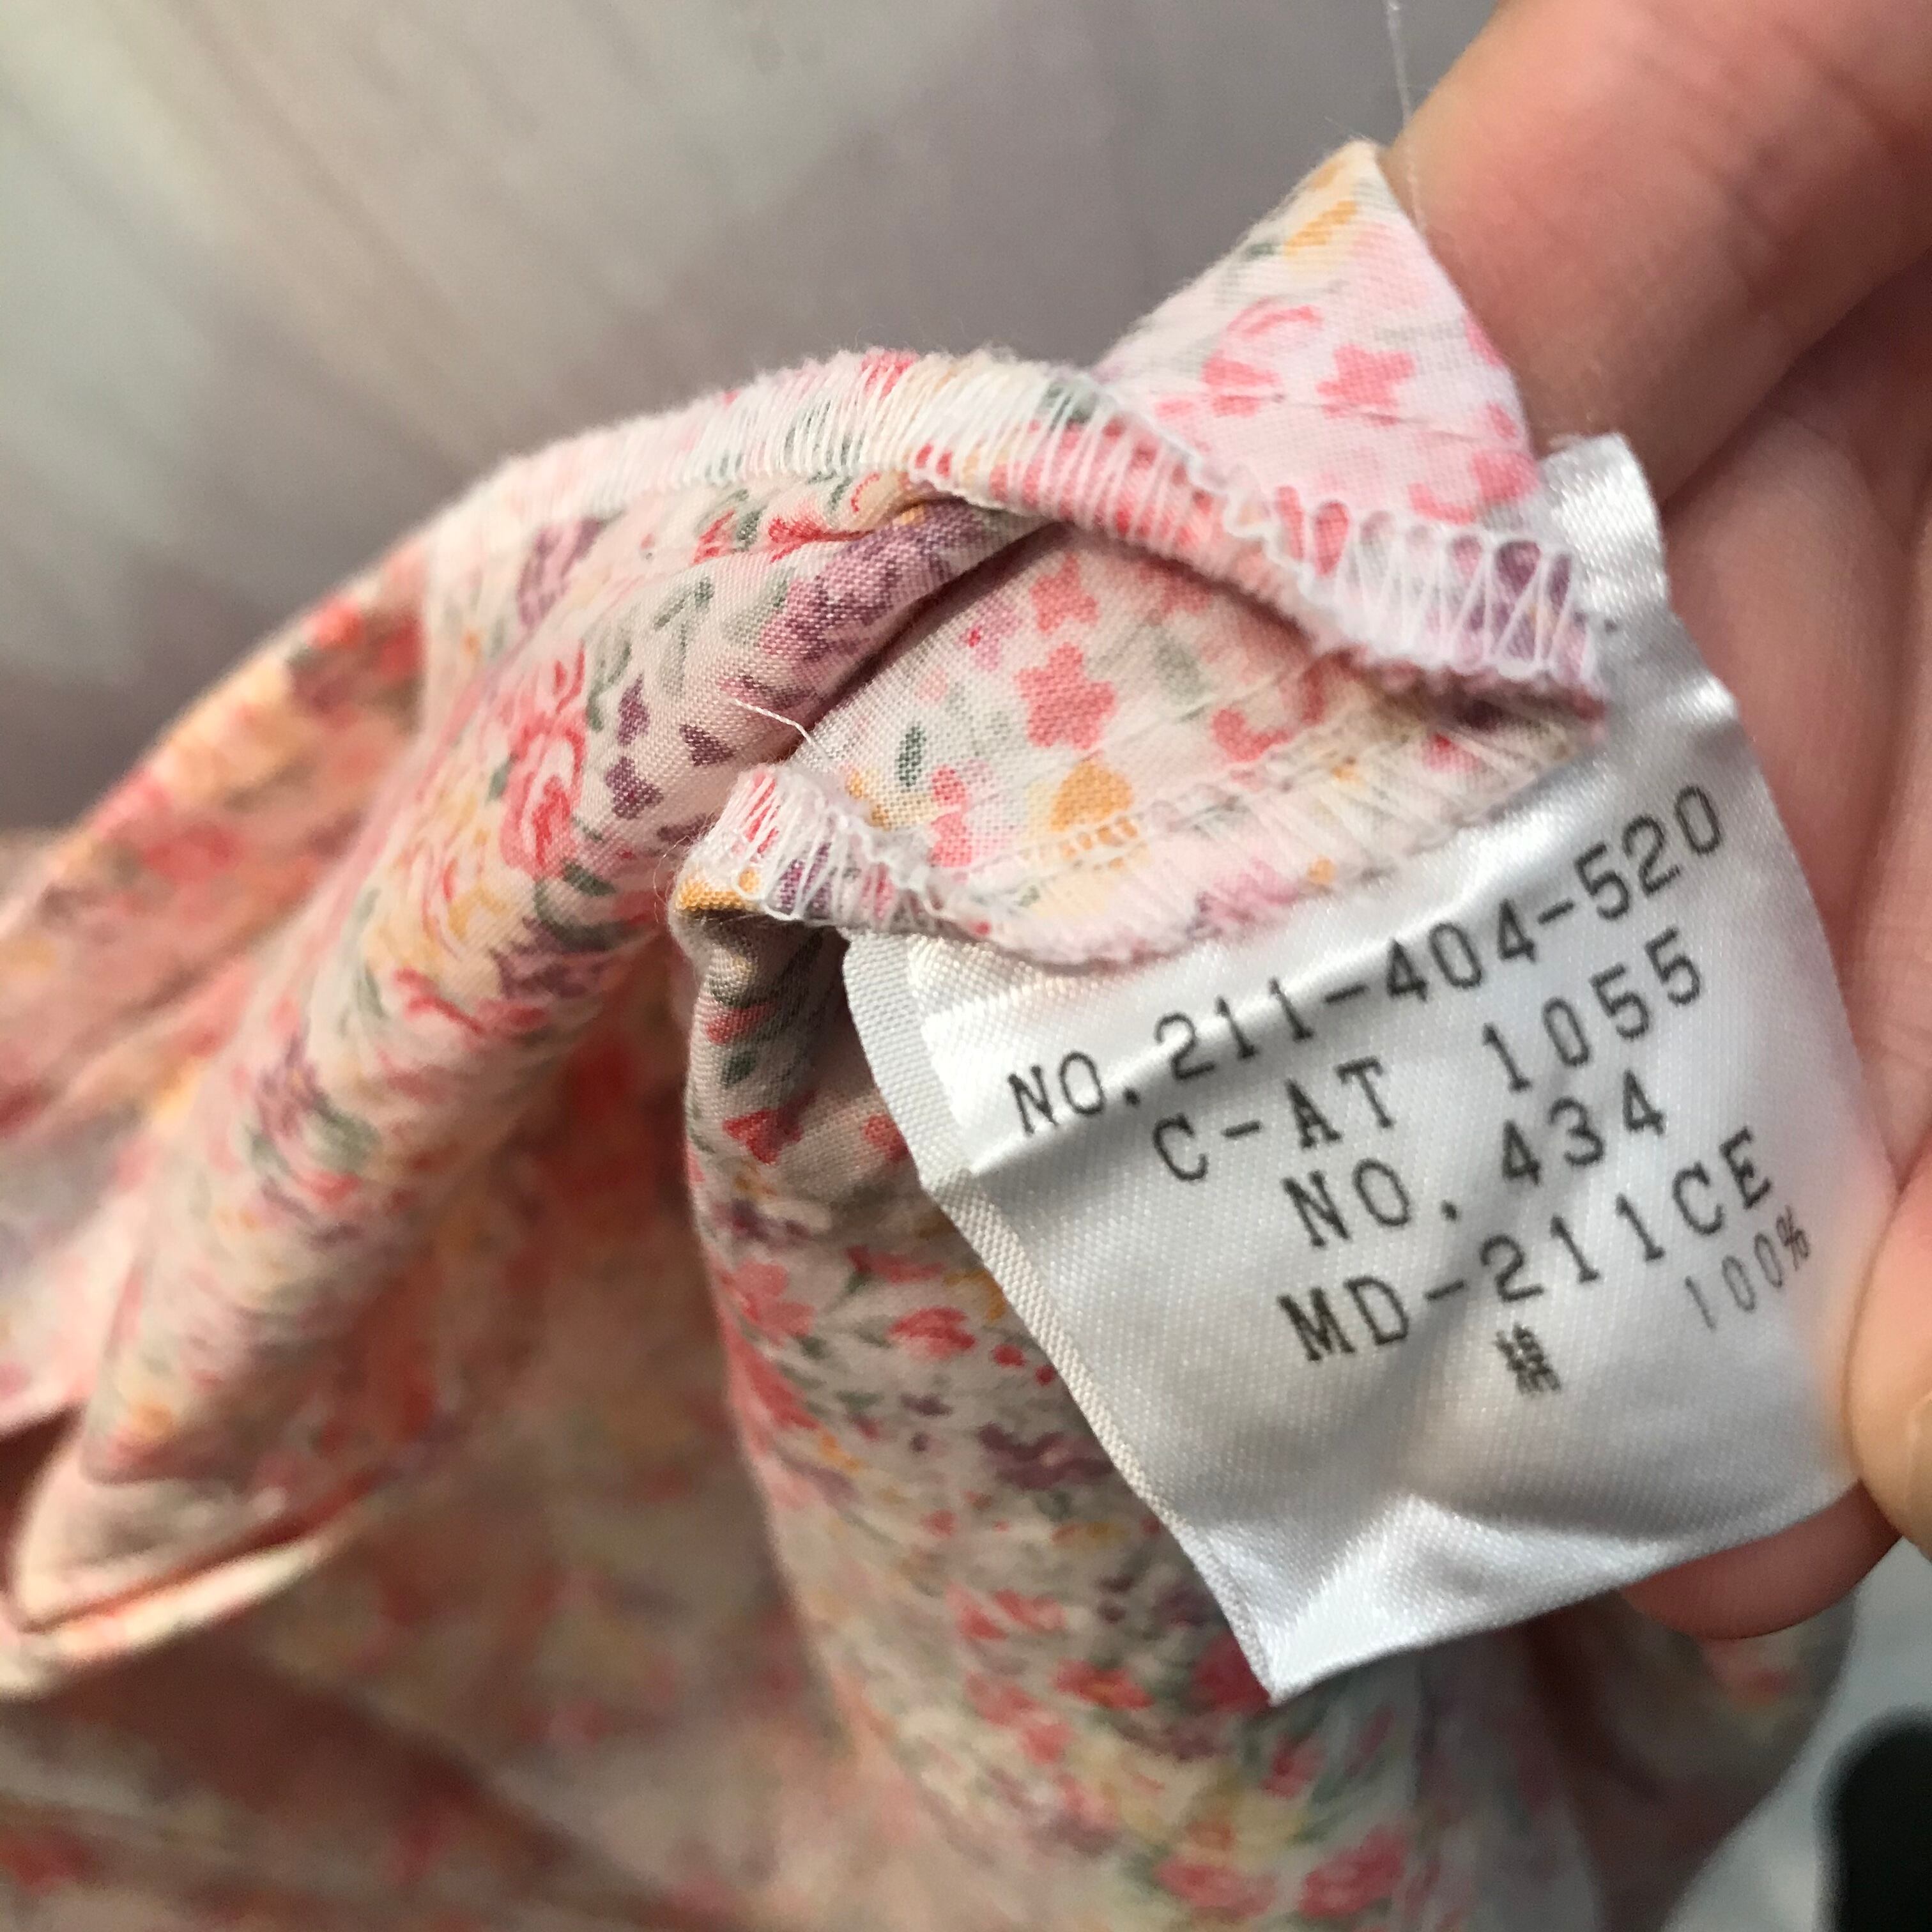 NO.211-404-520
C-AT 1055
NO.434
MD-211CE
綿 100%